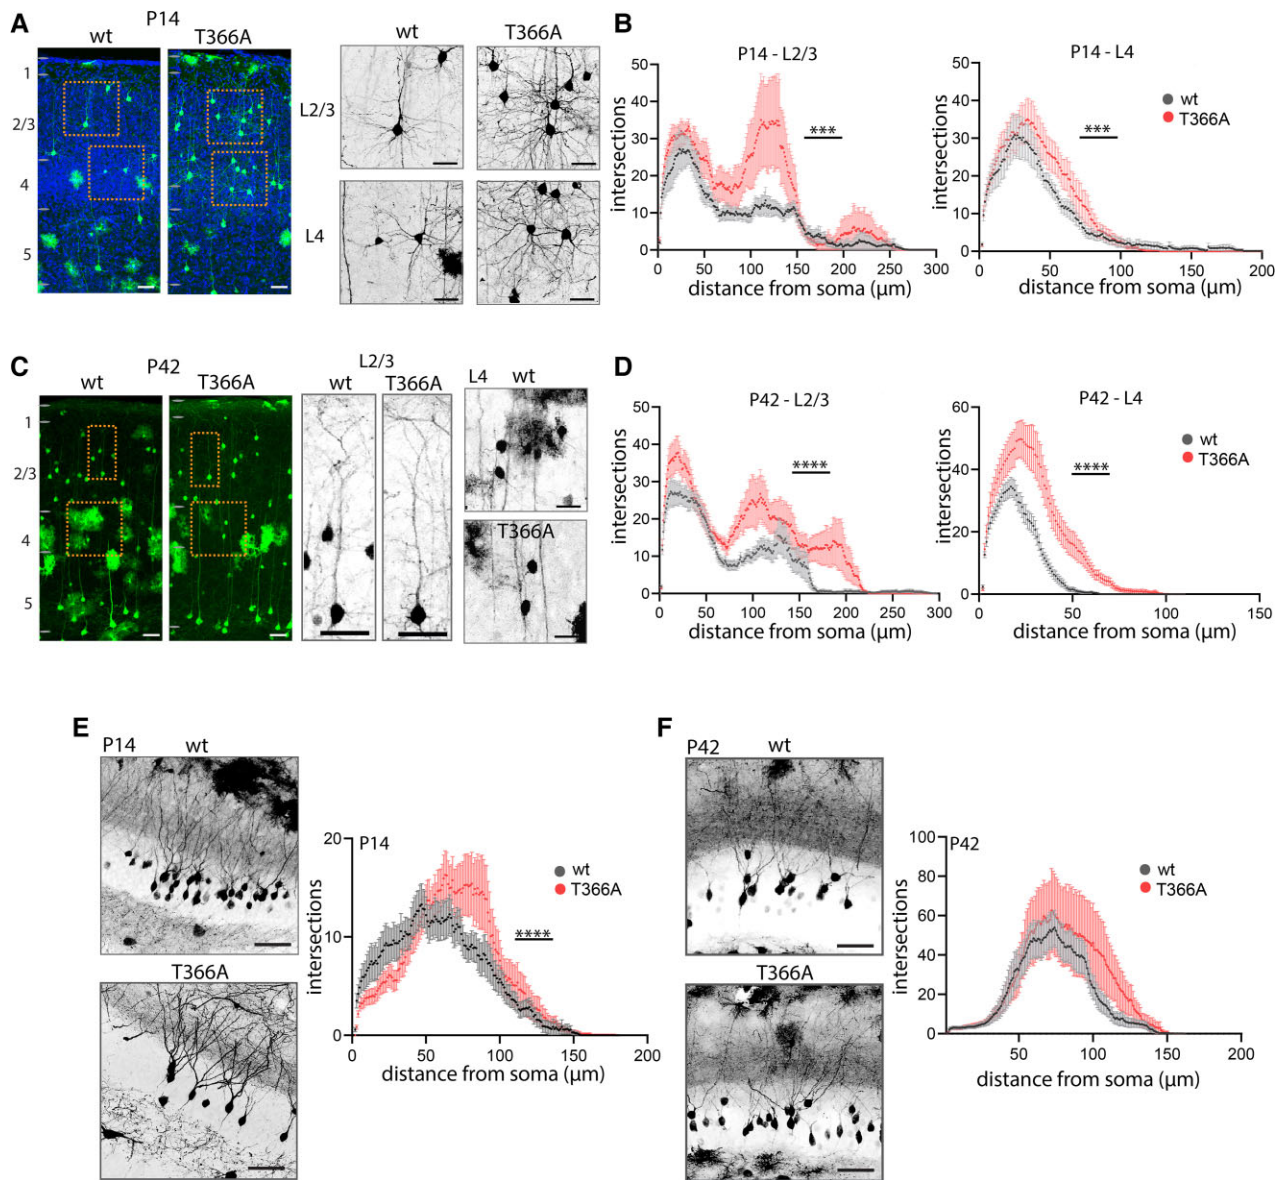 A
P14
wt
T366A
1
2/3
4
5
wt
T366A
L2/3
L4
B
P14 - L2/3
intersections
50
40
30
20
10
0
***
0 50 100 150 200 250 300
distance from soma (µm)
P14 - L4
intersections
50
40
30
20
10
0
***
wt
T366A
0 50 100 150 200
distance from soma (µm)
C
P42
wt
T366A
1
2/3
4
5
L2/3
wt
T366A
L4
wt
T366A
D
P42 - L2/3
intersections
50
40
30
20
10
0
****
0 50 100 150 200 250 300
distance from soma (µm)
P42 - L4
60
40
20
0
****
wt
T366A
0 50 100 150
distance from soma (µm)
E
P14
wt
T366A
P14
intersections
20
10
0
****
wt
T366A
0 50 100 150 200
distance from soma (µm)
F
P42
wt
T366A
P42
intersections
100
80
60
40
20
0
wt
T366A
50 100 150 200
distance from soma (µm)